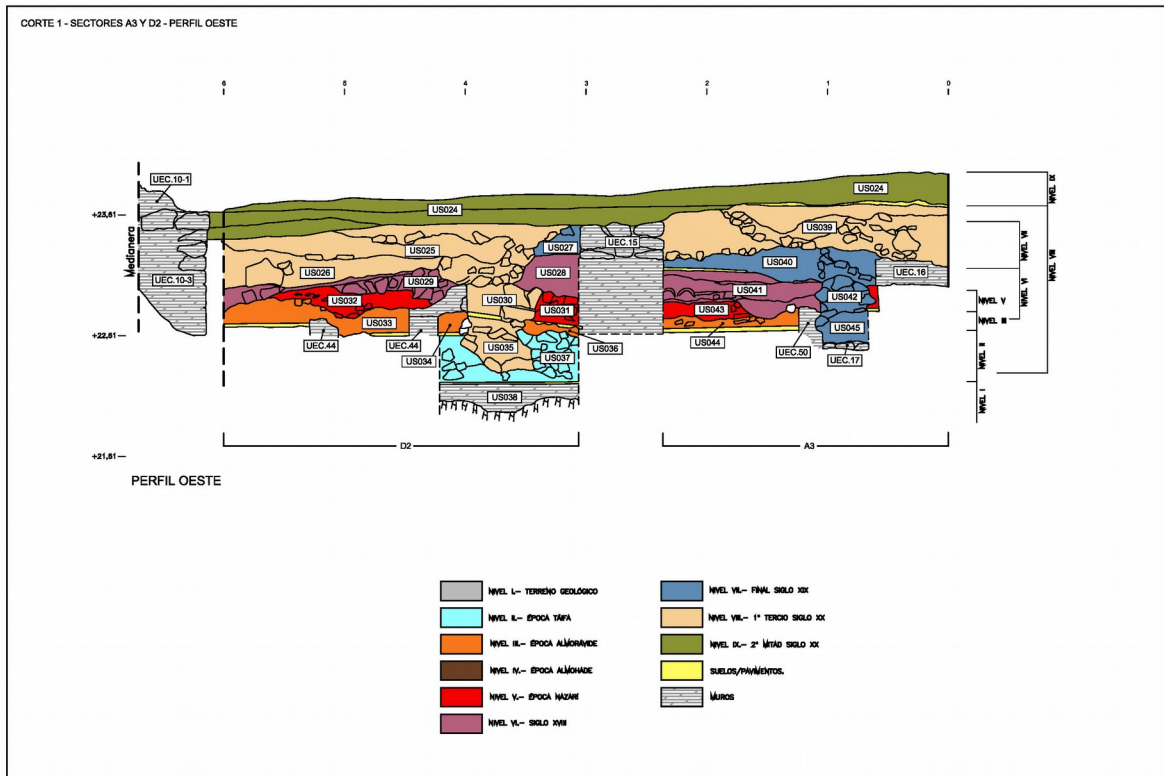 CORTE 1 - SECTORES A3 Y D2 - PERFIL OESTE
6 5 4 3 2 1 0
UEC.10-1
US024
US024
NIVEL IX
+23,61
US039
US027
UEC.15
US025
NIVEL VII
Medianera
US040
US028
UEC.16
UEC.10-3
US026
US029
NIVEL VIII
NIVEL VI
US041
US042
US030
US032
US031
US043
NIVEL V
US033
NIVEL III
US045
+22,61
UEC.44
UEC.44
US034
US035
US037
US036
US044
UEC.50
UEC.17
NIVEL II
US038
NIVEL I
D2
A3
+21,61
PERFIL OESTE
NIVEL I.- TERRENO GEOLÓGICO
NIVEL II.- ÉPOCA TAIFA
NIVEL III.- ÉPOCA ALMORÁVIDE
NIVEL IV.- ÉPOCA ALMOHADE
NIVEL V.- ÉPOCA NAZARÍ
NIVEL VI.- SIGLO XVIII
NIVEL VII.- FINAL SIGLO XIX
NIVEL VIII.- 1º TERCIO SIGLO XX
NIVEL IX.- 2ª MITAD SIGLO XX
SUELOS/PAVIMENTOS.
MUROS